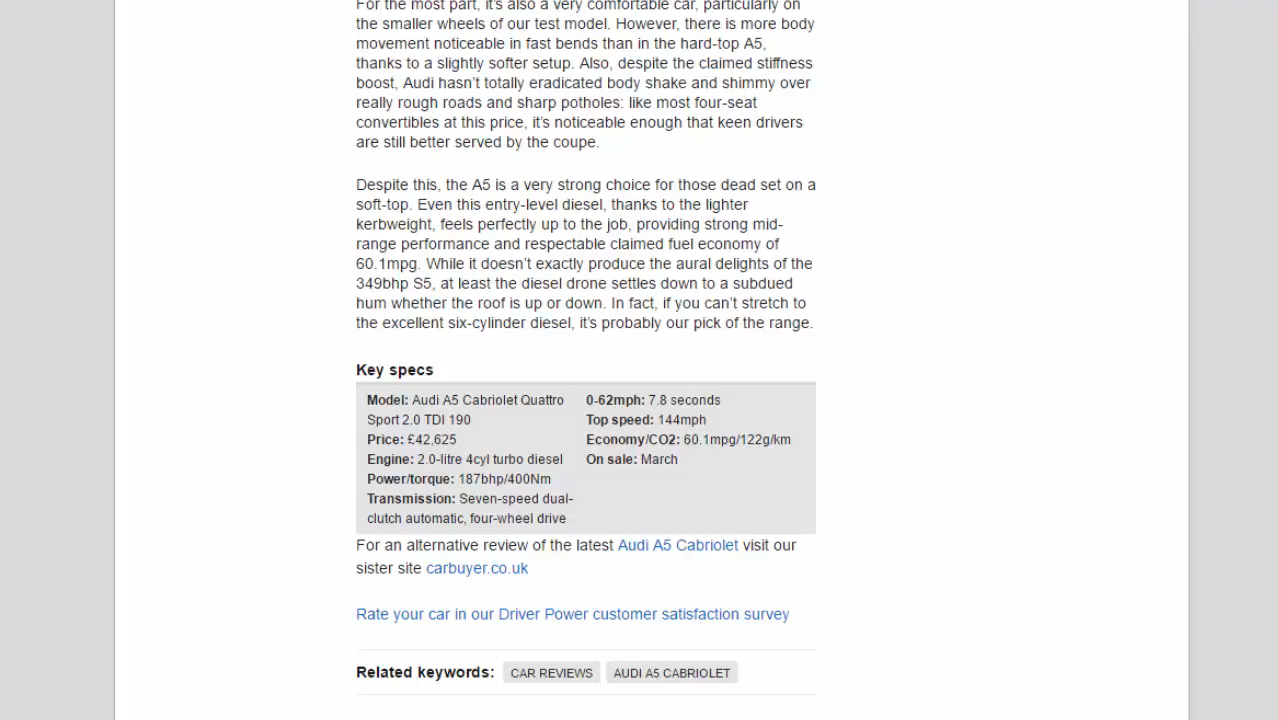 For the most part, it's also a very comfortable car, particularly on
the smaller wheels of our test model. However, there is more body
movement noticeable in fast bends than in the hard-top A5,
thanks to a slightly softer setup. Also, despite the claimed stiffness
boost, Audi hasn't totally eradicated body shake and shimmy over
really rough roads and sharp potholes: like most four-seat
convertibles at this price, it's noticeable enough that keen drivers
are still better served by the coupe.
Despite this, the A5 is a very strong choice for those dead set on a
soft-top. Even this entry-level diesel, thanks to the lighter
kerbweight, feels perfectly up to the job, providing strong mid-
range performance and respectable claimed fuel economy of
60.1mpg. While it doesn't exactly produce the aural delights of the
349bhp S5, at least the diesel drone settles down to a subdued
hum whether the roof is up or down. In fact, if you can't stretch to
the excellent six-cylinder diesel, it's probably our pick of the range.
Key specs
Model: Audi A5 Cabriolet Quattro
Sport 2.0 TDI 190
Price: £42,625
Engine: 2.0-litre 4cyl turbo diesel
Power/torque: 187bhp/400Nm
Transmission: Seven-speed dual-
clutch automatic, four-wheel drive
0-62mph: 7.8 seconds
Top speed: 144mph
Economy/CO2: 60.1mpg/122g/km
On sale: March
For an alternative review of the latest Audi A5 Cabriolet visit our
sister site carbuyer.co.uk
Rate your car in our Driver Power customer satisfaction survey
Related keywords: CAR REVIEWS AUDI A5 CABRIOLET